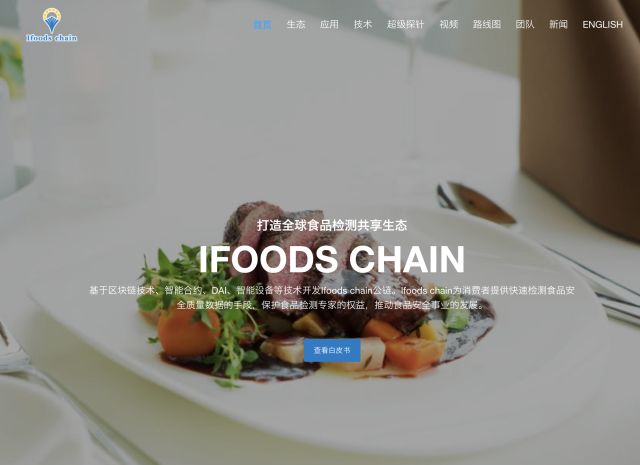 Ifoods chain
首页 生态 应用 技术 超级探针 视频 路线图 团队 新闻 ENGLISH
打造全球食品检测共享生态
IFOODS CHAIN
基于区块链技术、智能合约、DAI、智能设备等技术开发Ifoods chain公链。Ifoods chain为消费者提供快速检测食品安
全质量数据的手段，保护食品检测专家的权益，推动食品安全事业的发展。
查看白皮书